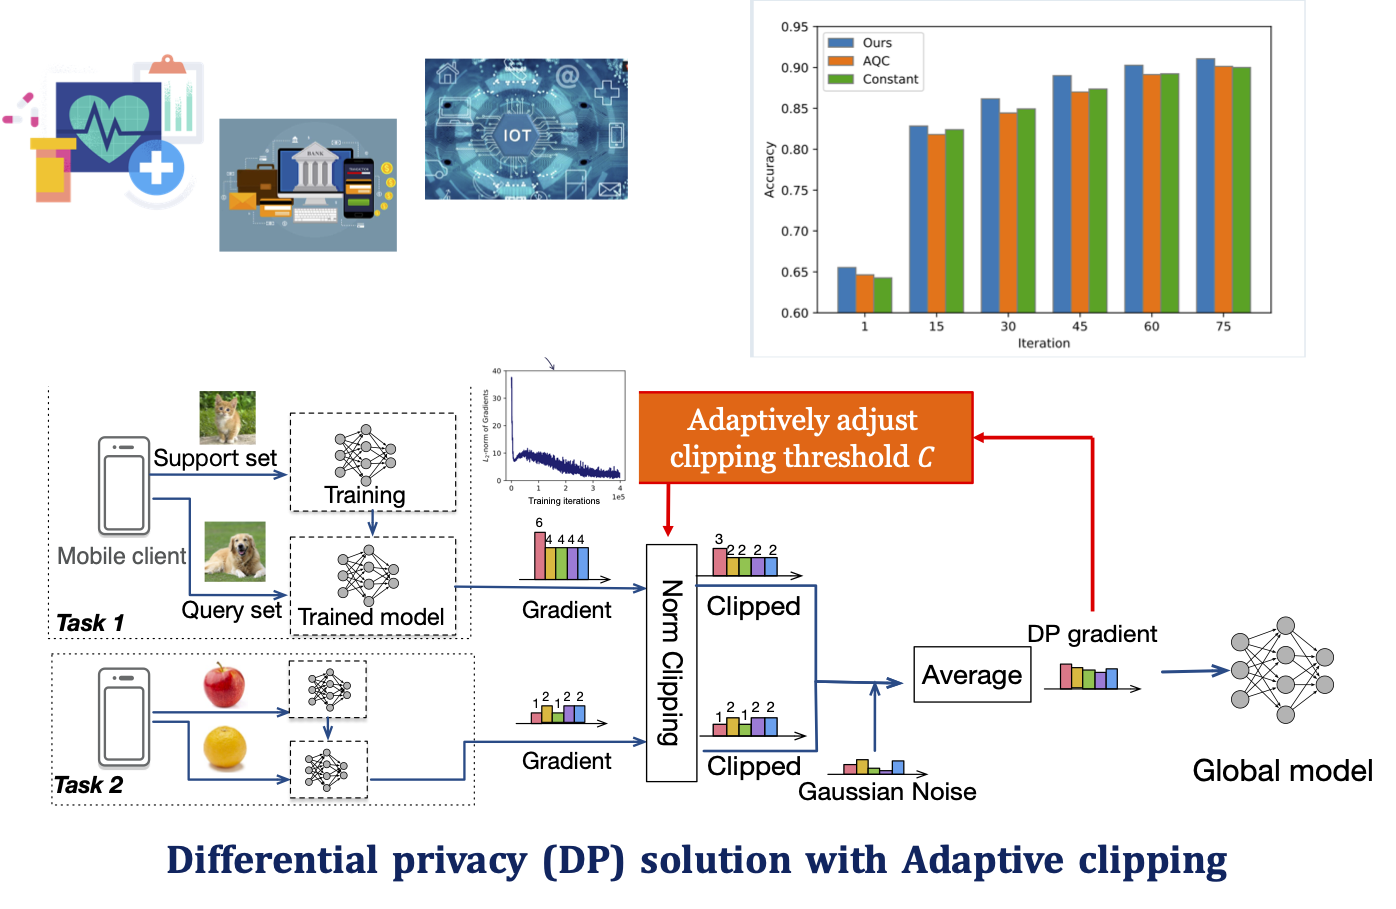 BANK
IOT
@
0.95
0.90
0.85
0.80
0.75
0.70
0.65
0.60
Accuracy
Ours
AQC
Constant
1 15 30 45 60 75
Iteration
Support set
Training
Mobile client
Query set
Trained model
Task 1
Task 2
40
30
20
10
0
L₂-norm of Gradients
0 1 2 3 4
1e5
Training iterations
Adaptively adjust
clipping threshold C
6
4 4 4 4
Gradient
1 2 1 2 2
Gradient
Norm Clipping
3
2 2 2 2
Clipped
1 2 1 2 2
Clipped
Gaussian Noise
Average
DP gradient
Global model
Differential privacy (DP) solution with Adaptive clipping